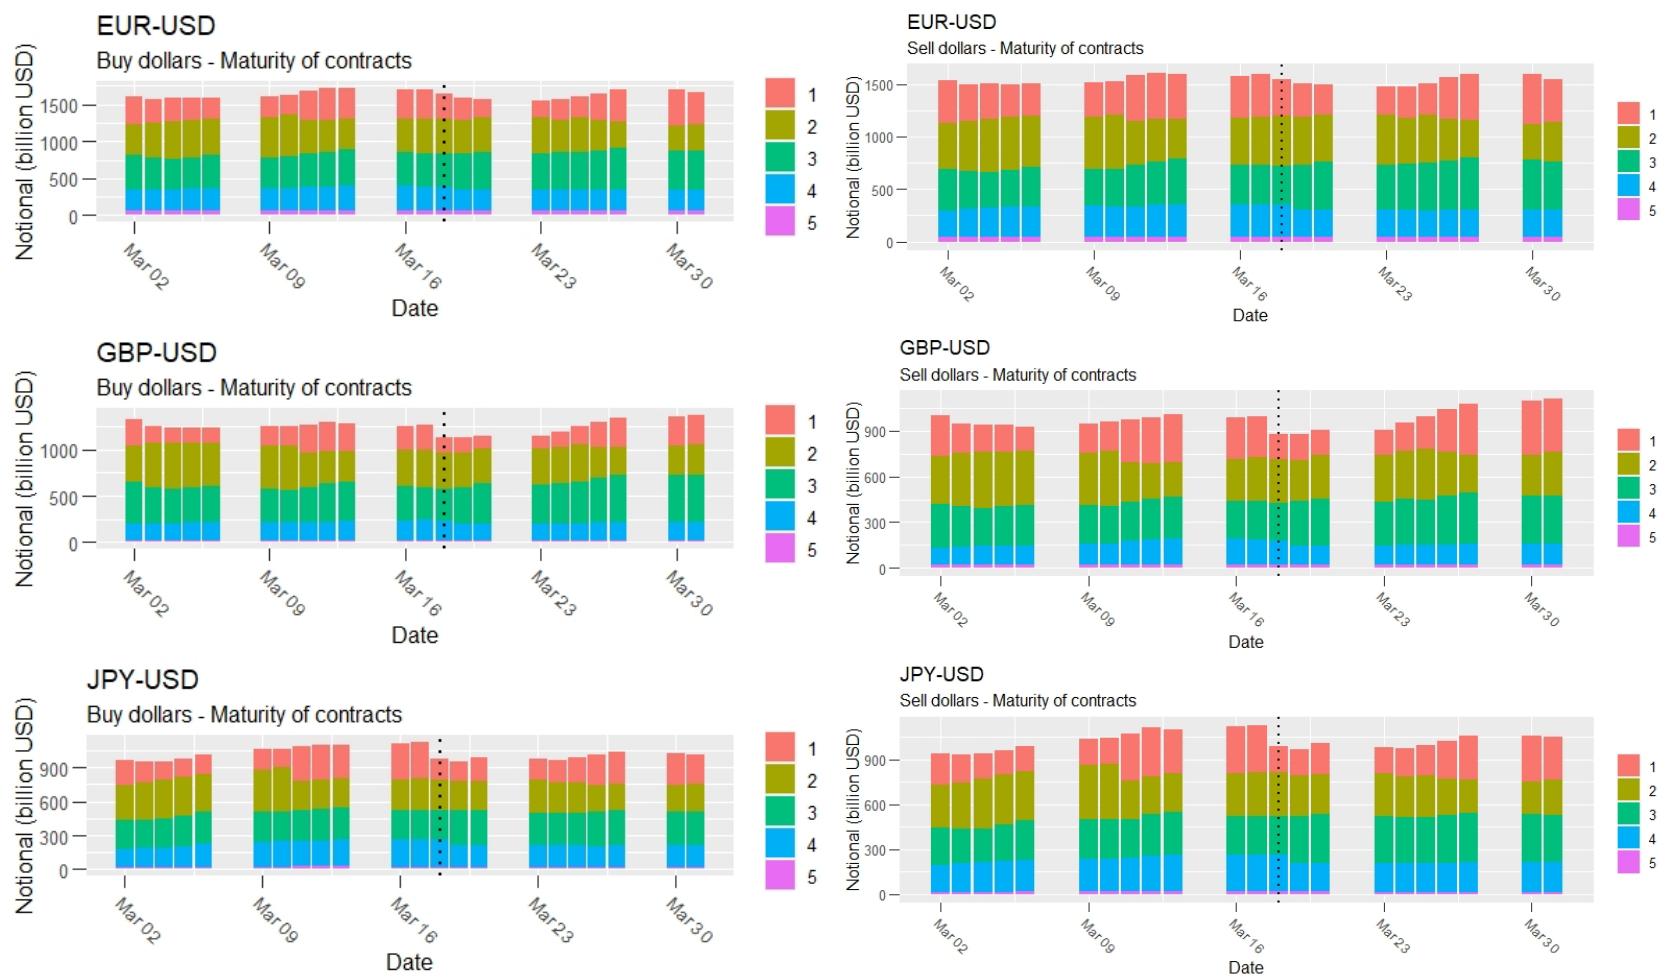 EUR-USD
Buy dollars - Maturity of contracts
Notional (billion USD)
1500
1000
500
0
Mar 02
Mar 09
Mar 16
Mar 23
Mar 30
Date
1
2
3
4
5
EUR-USD
Sell dollars - Maturity of contracts
Notional (billion USD)
1500
1000
500
0
Mar 02
Mar 09
Mar 16
Mar 23
Mar 30
Date
1
2
3
4
5
GBP-USD
Buy dollars - Maturity of contracts
Notional (billion USD)
1000
500
0
Mar 02
Mar 09
Mar 16
Mar 23
Mar 30
Date
1
2
3
4
5
GBP-USD
Sell dollars - Maturity of contracts
Notional (billion USD)
900
600
300
0
Mar 02
Mar 09
Mar 16
Mar 23
Mar 30
Date
1
2
3
4
5
JPY-USD
Buy dollars - Maturity of contracts
Notional (billion USD)
900
600
300
0
Mar 02
Mar 09
Mar 16
Mar 23
Mar 30
Date
1
2
3
4
5
JPY-USD
Sell dollars - Maturity of contracts
Notional (billion USD)
900
600
300
0
Mar 02
Mar 09
Mar 16
Mar 23
Mar 30
Date
1
2
3
4
5